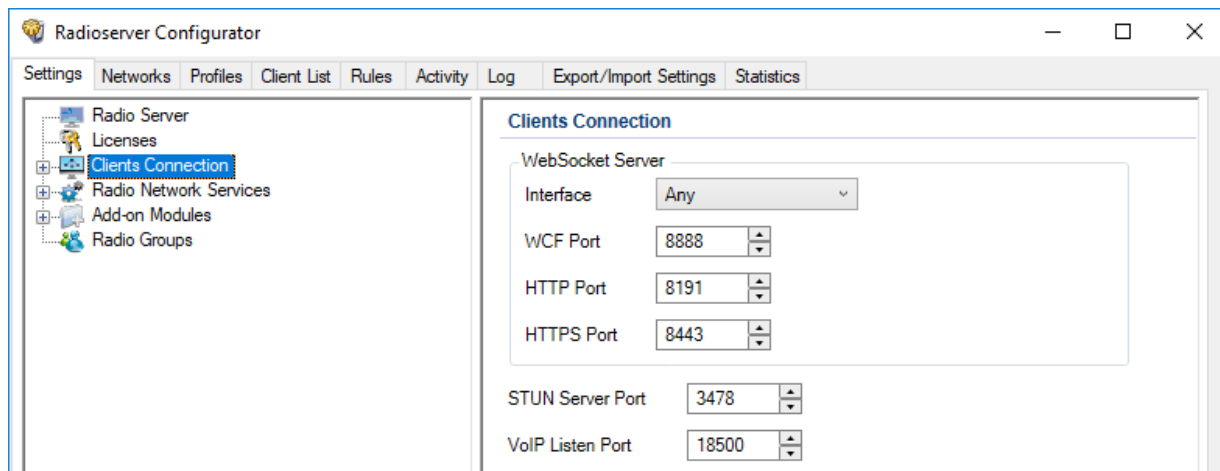 Radioserver Configurator
Settings Networks Profiles Client List Rules Activity Log Export/Import Settings Statistics
Radio Server
Licenses
Clients Connection
Radio Network Services
Add-on Modules
Radio Groups
Clients Connection
WebSocket Server
Interface Any
WCF Port 8888
HTTP Port 8191
HTTPS Port 8443
STUN Server Port 3478
VoIP Listen Port 18500